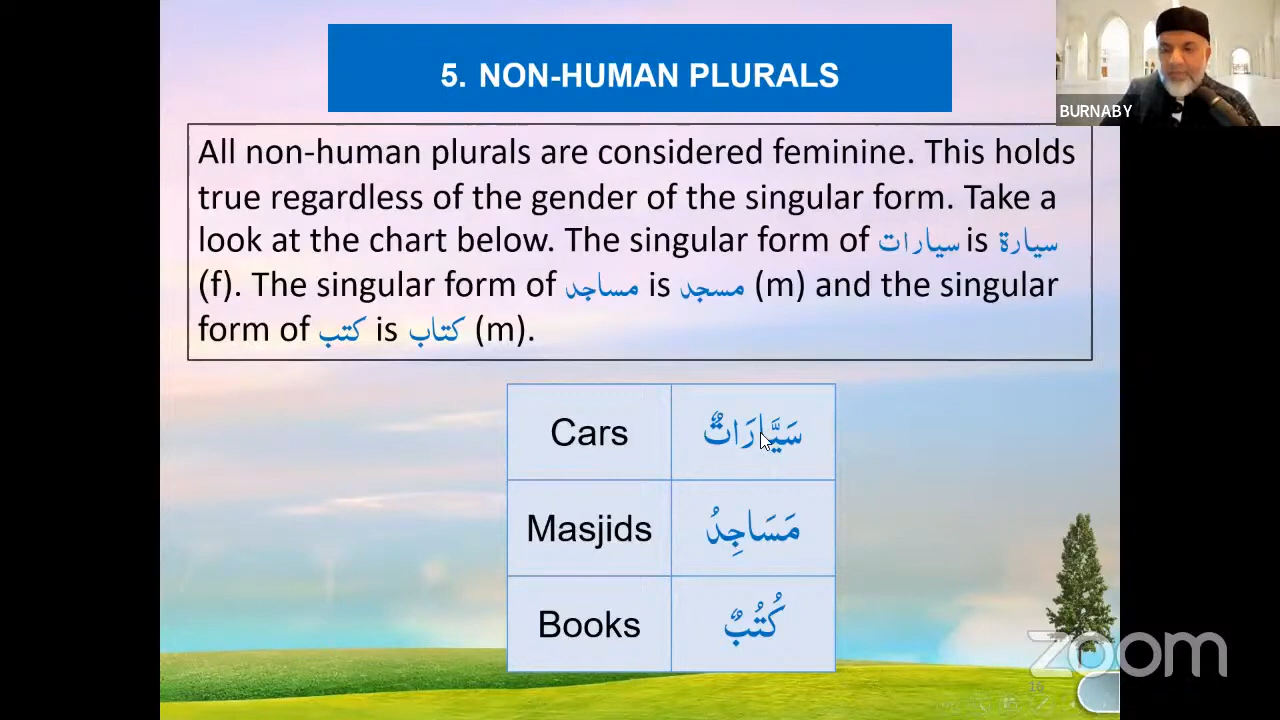 5. NON-HUMAN PLURALS
BURNABY
All non-human plurals are considered feminine. This holds
true regardless of the gender of the singular form. Take a
look at the chart below. The singular form of سيارات is سيارة
(f). The singular form of مساجد is مسجد (m) and the singular
form of كتب is كتاب (m).
Cars سَيَّارَاتٌ
Masjids مَسَاجِدُ
Books كُتُبٌ
zoom
16